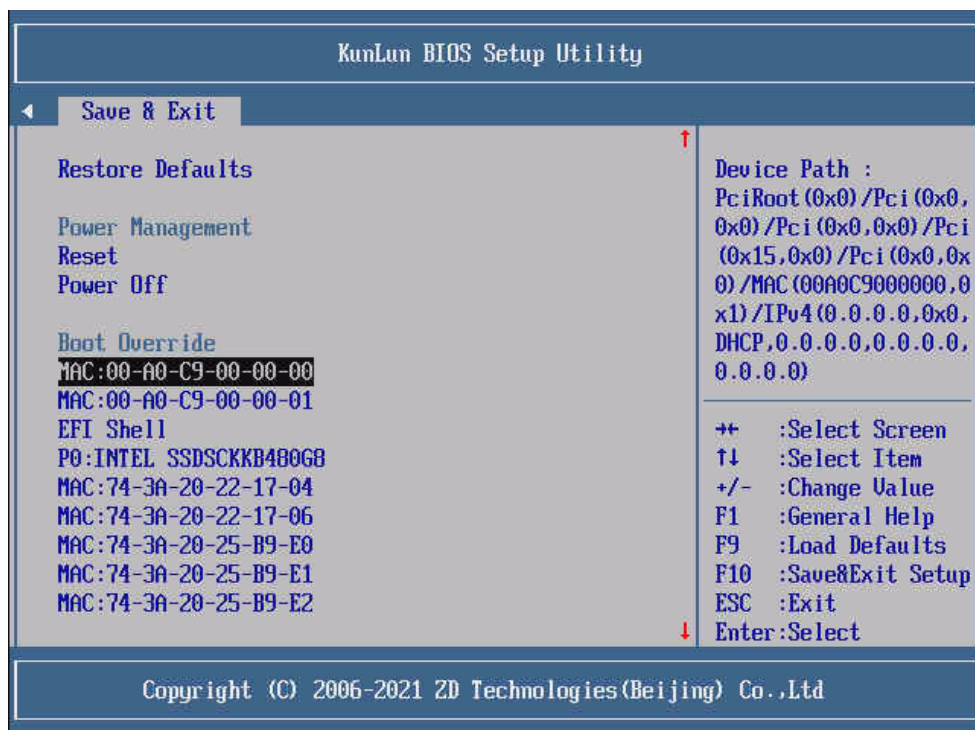 KunLun BIOS Setup Utility
Save & Exit
Restore Defaults
Power Management
Reset
Power Off
Boot Override
MAC:00-A0-C9-00-00-00
MAC:00-A0-C9-00-00-01
EFI Shell
P0:INTEL SSDSCKKB480G8
MAC:74-3A-20-22-17-04
MAC:74-3A-20-22-17-06
MAC:74-3A-20-25-B9-E0
MAC:74-3A-20-25-B9-E1
MAC:74-3A-20-25-B9-E2
Device Path :
PciRoot(0x0)/Pci(0x0,
0x0)/Pci(0x0,0x0)/Pci
(0x15,0x0)/Pci(0x0,0x
0)/MAC(00A0C9000000,0
x1)/IPv4(0.0.0.0,0x0,
DHCP,0.0.0.0,0.0.0.0,
0.0.0.0)
→← :Select Screen
↑↓ :Select Item
+/- :Change Value
F1 :General Help
F9 :Load Defaults
F10 :Save&Exit Setup
ESC :Exit
Enter:Select
Copyright (C) 2006-2021 ZD Technologies(Beijing) Co.,Ltd